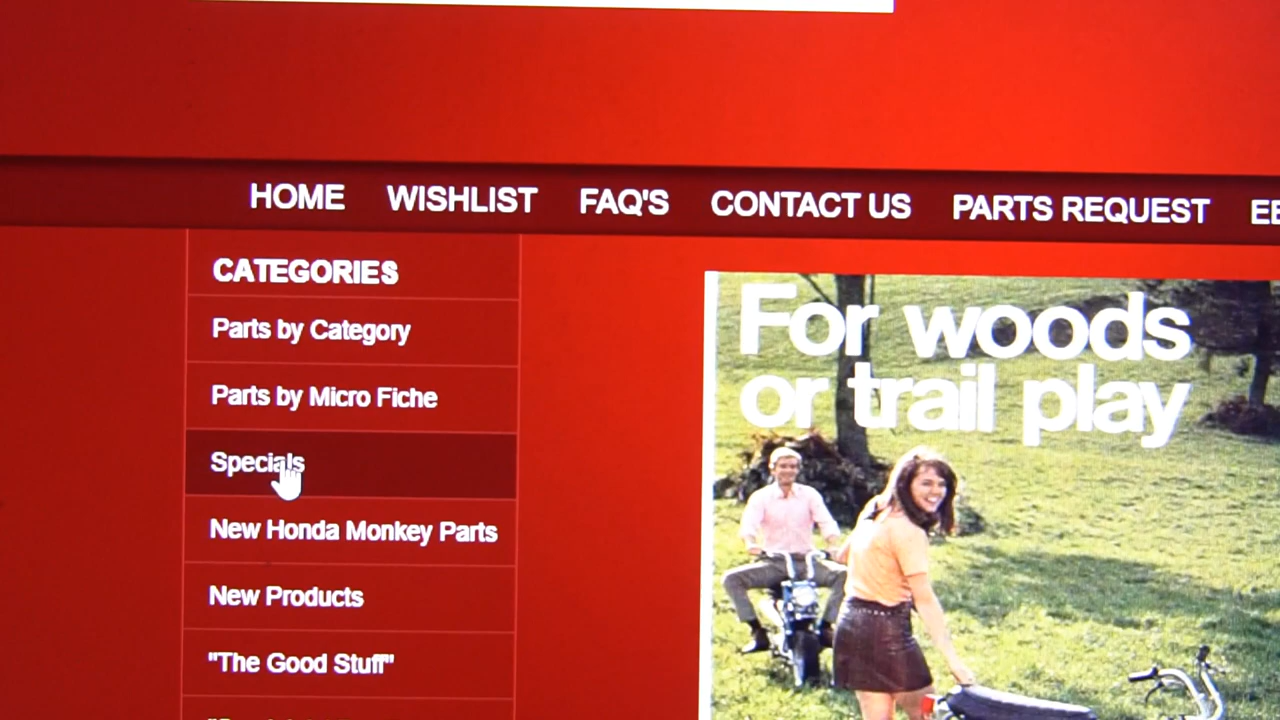 HOME WISHLIST FAQ'S CONTACT US PARTS REQUEST
CATEGORIES
Parts by Category
Parts by Micro Fiche
Specials
New Honda Monkey Parts
New Products
"The Good Stuff"
For woods
or trail play